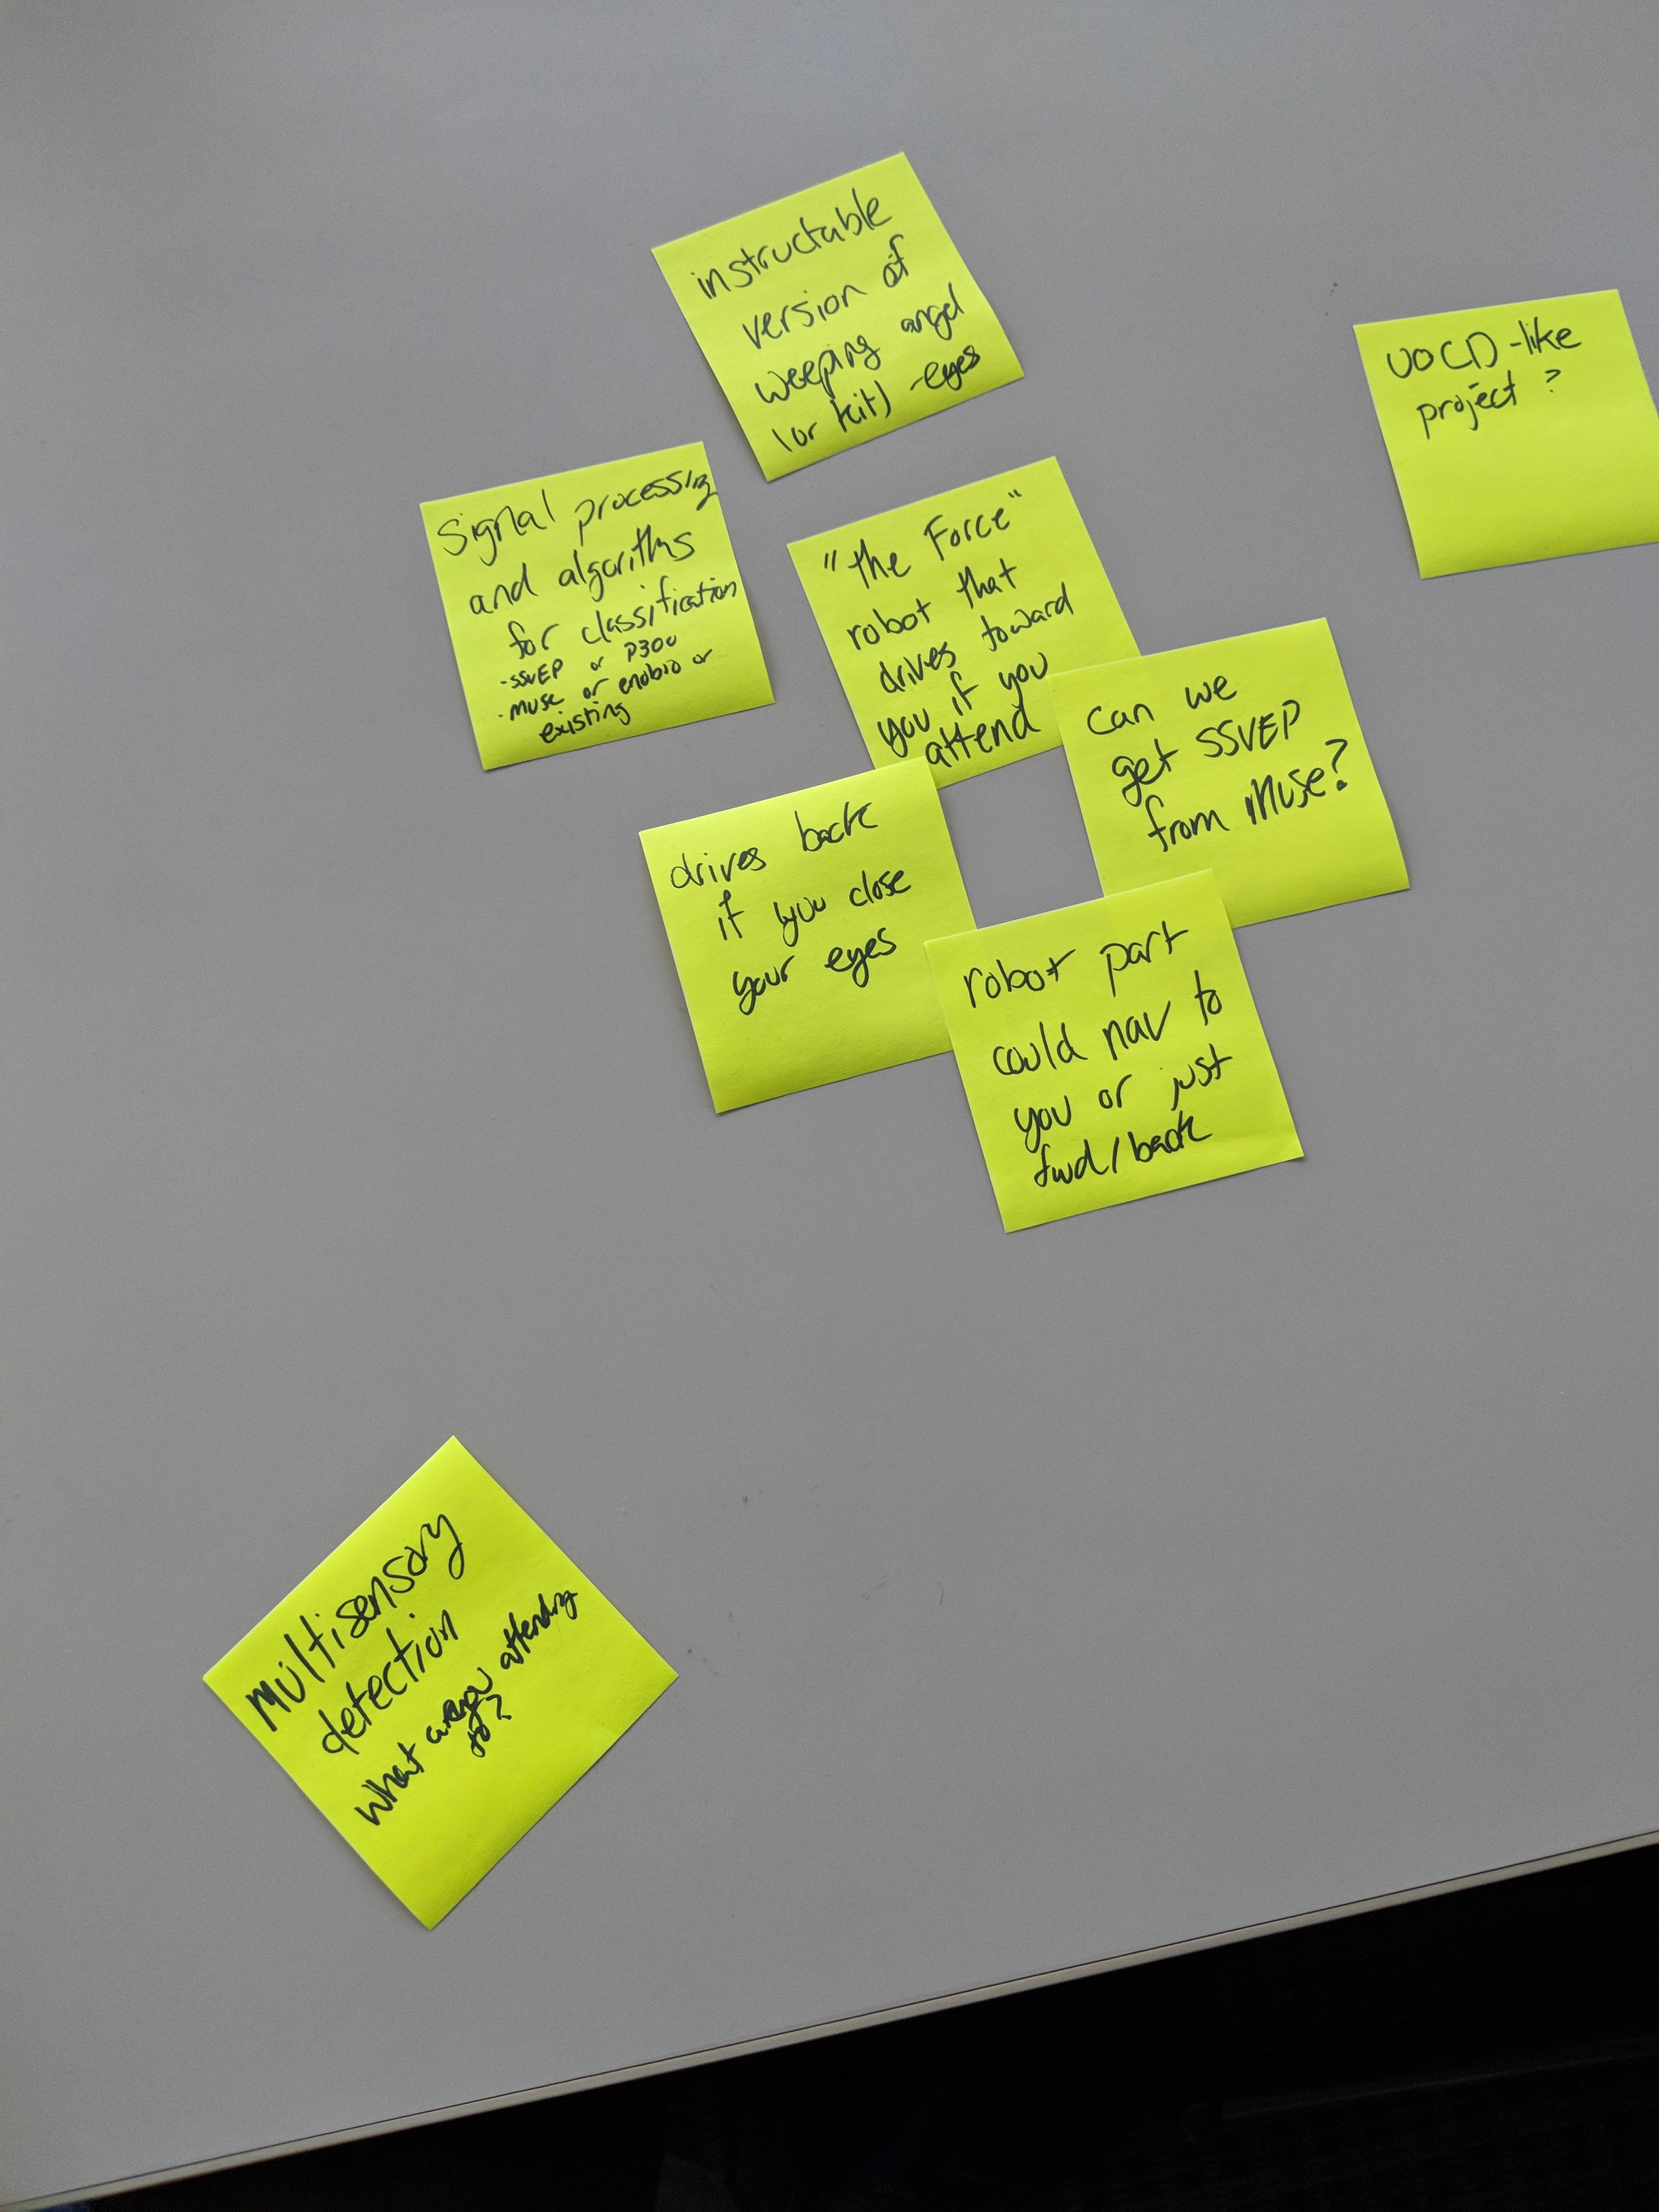 instructable
version of
weeping angel
(or kit) -eyes
UOCD-like
project?
Signal processing
and algoriths
for classification
-SSVEP or P300
-muse or enobio or
existing
"the Force"
robot that
drives toward
you if you
attend
can we
get SSVEP
from Muse?
drives back
if you close
your eyes
robot part
could nav to
you or just
fwd/back
Multisensory
detection
What are you attending
to?